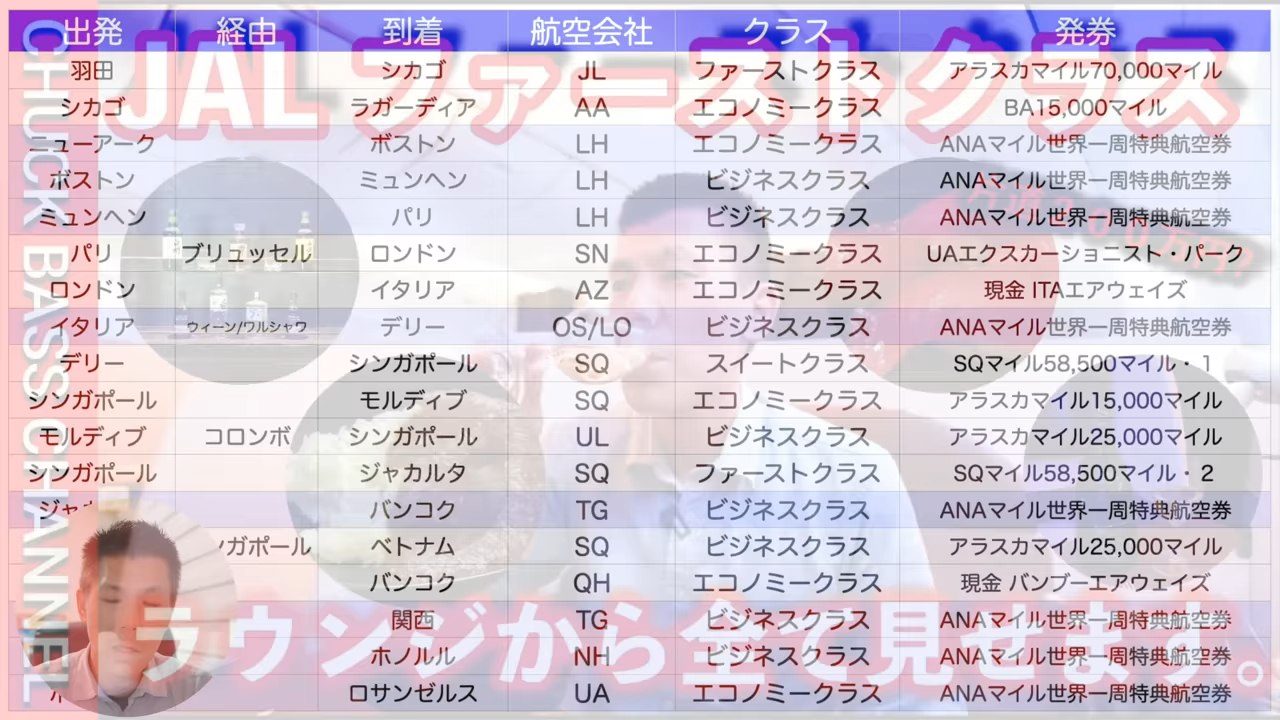 出発 経由 到着 航空会社 クラス 発券
羽田 シカゴ JL ファーストクラス アラスカマイル70,000マイル
シカゴ ラガーディア AA エコノミークラス BA15,000マイル
ニューアーク ボストン LH エコノミークラス ANAマイル世界一周特典航空券
ボストン ミュンヘン LH ビジネスクラス ANAマイル世界一周特典航空券
ミュンヘン パリ LH ビジネスクラス ANAマイル世界一周特典航空券
パリ ブリュッセル ロンドン SN エコノミークラス UAエクスカーショニスト・パーク
ロンドン イタリア AZ エコノミークラス 現金 ITAエアウェイズ
イタリア ウィーン/ワルシャワ デリー OS/LO ビジネスクラス ANAマイル世界一周特典航空券
デリー シンガポール SQ スイートクラス SQマイル58,500マイル・1
シンガポール モルディブ SQ エコノミークラス アラスカマイル15,000マイル
モルディブ コロンボ シンガポール UL ビジネスクラス アラスカマイル25,000マイル
シンガポール ジャカルタ SQ ファーストクラス SQマイル58,500マイル・2
ジャ バンコク TG ビジネスクラス ANAマイル世界一周特典航空券
ガポール ベトナム SQ ビジネスクラス アラスカマイル25,000マイル
バンコク QH エコノミークラス 現金 バンブーエアウェイズ
関西 TG ビジネスクラス ANAマイル世界一周特典航空券
ホノルル NH ビジネスクラス ANAマイル世界一周特典航空券
ロサンゼルス UA エコノミークラス ANAマイル世界一周特典航空券
JAL ファーストクラス
ラウンジから全て見せます。
CHUCK BASS CHANNEL